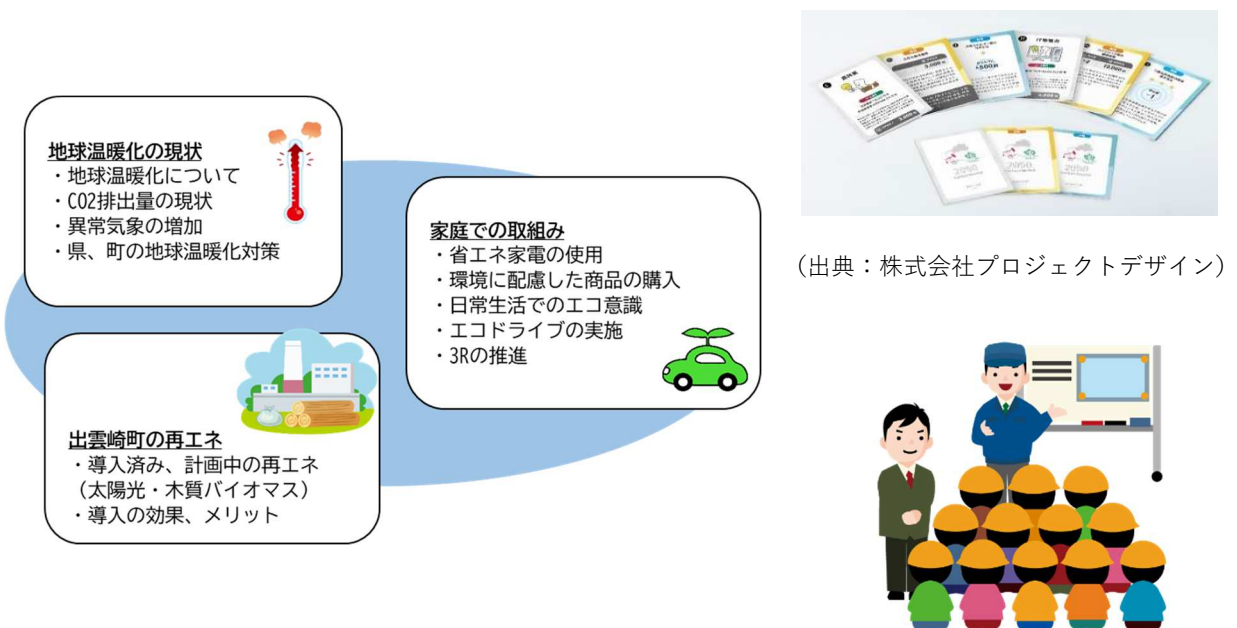 地球温暖化の現状
・地球温暖化について
・CO2排出量の現状
・異常気象の増加
・県、町の地球温暖化対策
家庭での取組み
・省エネ家電の使用
・環境に配慮した商品の購入
・日常生活でのエコ意識
・エコドライブの実施
・3Rの推進
出雲崎町の再エネ
・導入済み、計画中の再エネ
(太陽光・木質バイオマス)
・導入の効果、メリット
2050
2050
2050
(出典：株式会社プロジェクトデザイン)